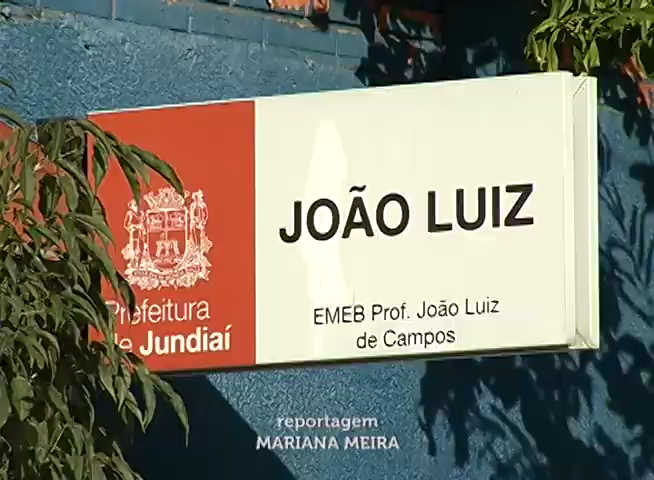 JOÃO LUIZ
EMEB Prof. João Luiz
de Campos
Prefeitura
de Jundiaí
reportagem
MARIANA MEIRA